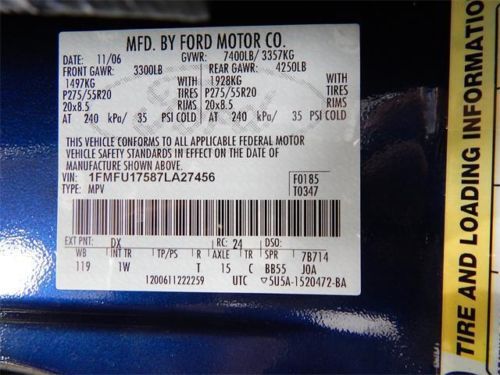 MFD. BY FORD MOTOR CO.
DATE: 11/06 GVWR: 7400LB/ 3357KG
FRONT GAWR: 3300LB REAR GAWR: 4250LB
1497KG WITH 1928KG WITH
P275/55R20 TIRES P275/55R20 TIRES
20x8.5 RIMS 20x8.5 RIMS
AT 240 kPa/ 35 PSI COLD AT 240 kPa/ 35 PSI COLD
THIS VEHICLE CONFORMS TO ALL APPLICABLE FEDERAL MOTOR
VEHICLE SAFETY STANDARDS IN EFFECT ON THE DATE OF
MANUFACTURE SHOWN ABOVE.
VIN: 1FMFU17587LA27456 F0185
TYPE: MPV T0347
EXT PNT: DX RC: 24 DSO:
WB INT TR TP/PS R AXLE TR SPR 7B714
119 1W T 15 C BB55 J0A
1200611222259 UTC ▽5U5A-1520472-BA
TIRE AND LOADING INFORMATION